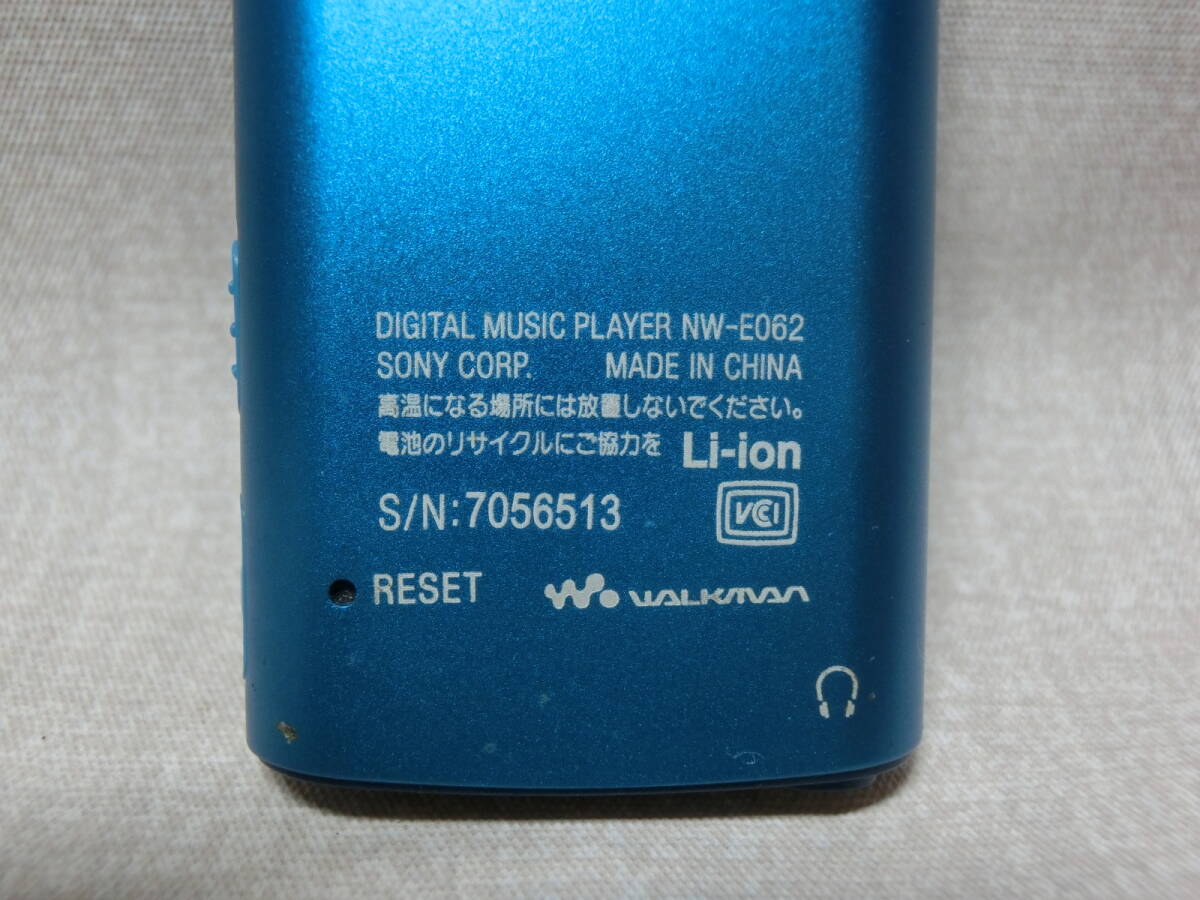 DIGITAL MUSIC PLAYER NW-E062
SONY CORP. MADE IN CHINA
高温になる場所には放置しないでください。
電池のリサイクルにご協力を Li-ion
S/N:7056513 VCI
RESET WALKMAN